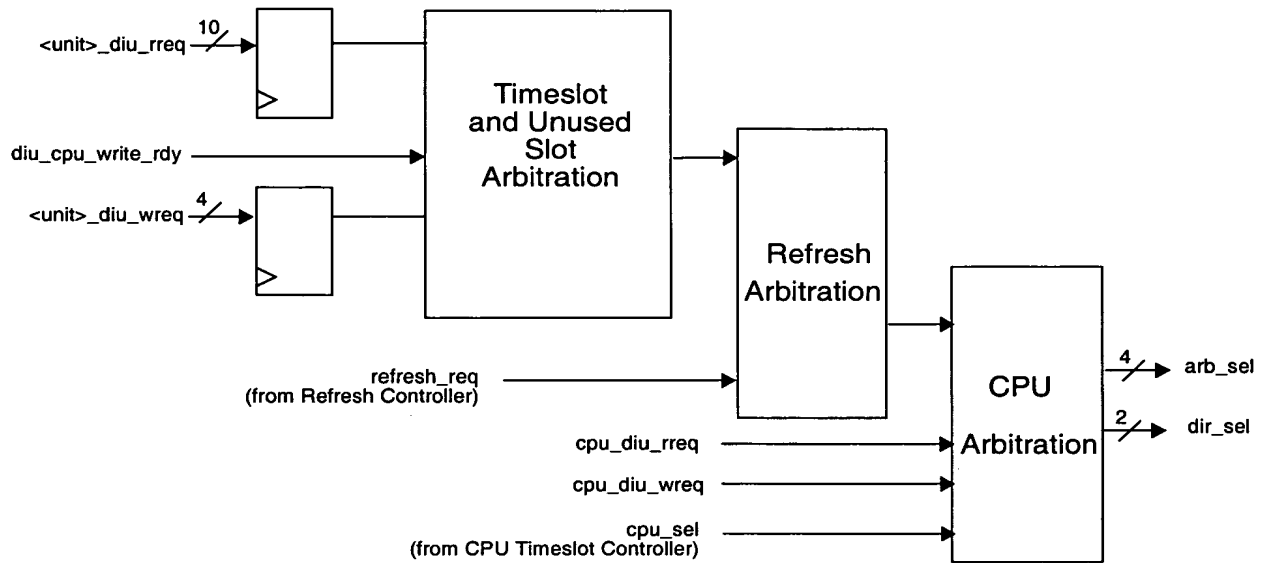 10
<unit>_diu_rreq
Timeslot
and Unused
Slot
Arbitration
diu_cpu_write_rdy
4
<unit>_diu_wreq
Refresh
Arbitration
refresh_req
(from Refresh Controller)
CPU
Arbitration
4
arb_sel
2
dir_sel
cpu_diu_rreq
cpu_diu_wreq
cpu_sel
(from CPU Timeslot Controller)